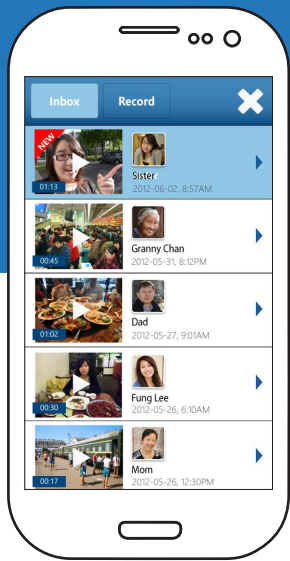 Inbox Record
NEW
01:13
Sister
2012-06-02, 8:57AM
00:45
Granny Chan
2012-05-31, 8:12PM
01:02
Dad
2012-05-27, 9:01AM
00:30
Fung Lee
2012-05-26, 6:10AM
00:17
Mom
2012-05-26, 12:30PM